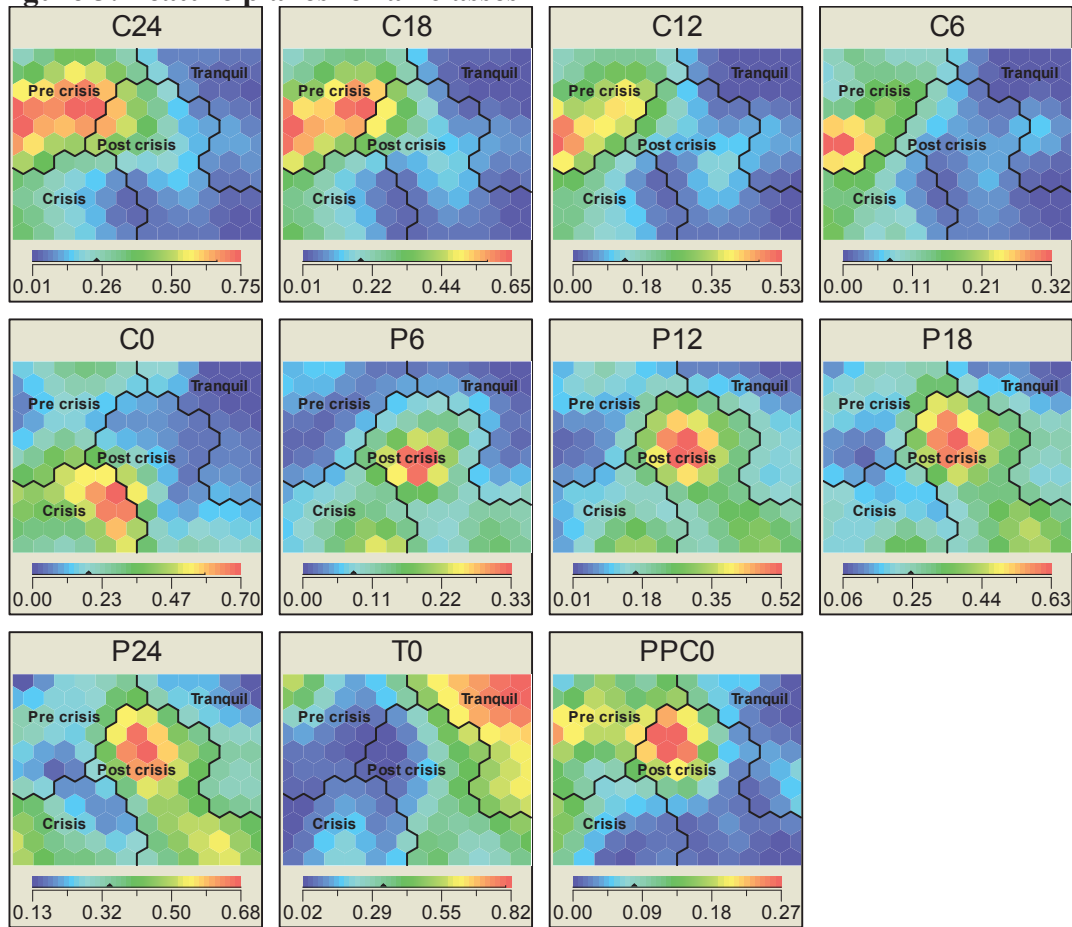 C24 C18 C12 C6
Tranquil Tranquil Tranquil Tranquil
Pre crisis Pre crisis Pre crisis Pre crisis
Post crisis Post crisis Post crisis Post crisis
Crisis Crisis Crisis Crisis
0.01 0.26 0.50 0.75 0.01 0.22 0.44 0.65 0.00 0.18 0.35 0.53 0.00 0.11 0.21 0.32
C0 P6 P12 P18
Tranquil Tranquil Tranquil Tranquil
Pre crisis Pre crisis Pre crisis Pre crisis
Post crisis Post crisis Post crisis Post crisis
Crisis Crisis Crisis Crisis
0.00 0.23 0.47 0.70 0.00 0.11 0.22 0.33 0.01 0.18 0.35 0.52 0.06 0.25 0.44 0.63
P24 T0 PPC0
Tranquil Tranquil Tranquil
Pre crisis Pre crisis Pre crisis
Post crisis Post crisis Post crisis
Crisis Crisis Crisis
0.13 0.32 0.50 0.68 0.02 0.29 0.55 0.82 0.00 0.09 0.18 0.27